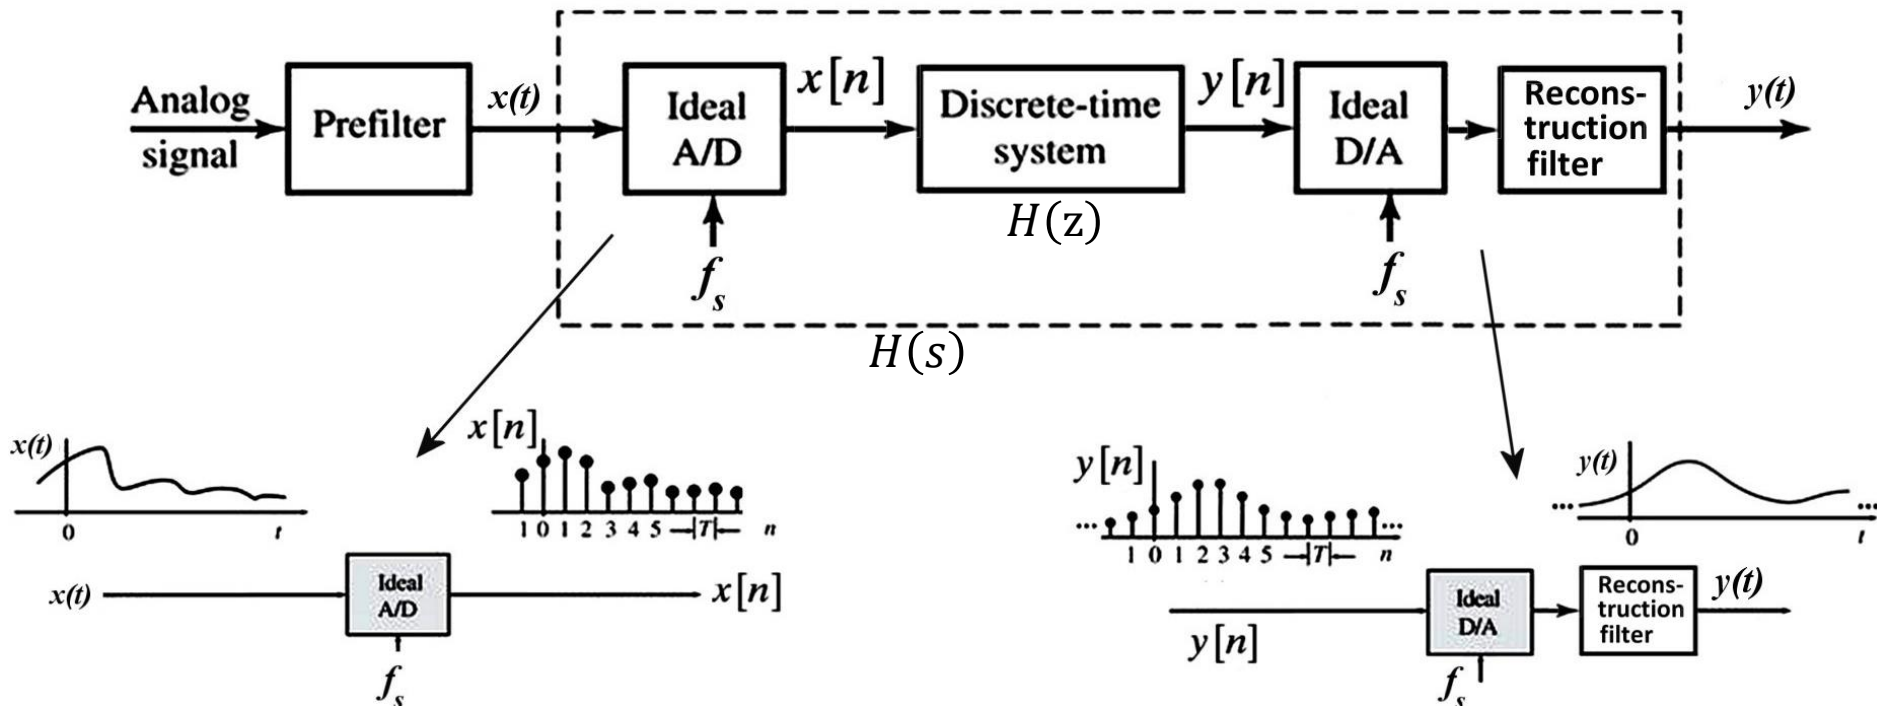 Analog
signal
Prefilter
x(t)
Ideal
A/D
f_s
x[n]
Discrete-time
system
H(z)
y[n]
Ideal
D/A
f_s
Recons-
truction
filter
y(t)
H(s)
x(t)
0
t
x[n]
1 0 1 2 3 4 5 T n
x(t)
Ideal
A/D
x[n]
f_s
y[n]
... ...
1 0 1 2 3 4 5 T n
y(t)
... ...
0
t
y[n]
Ideal
D/A
f_s
Recons-
truction
filter
y(t)